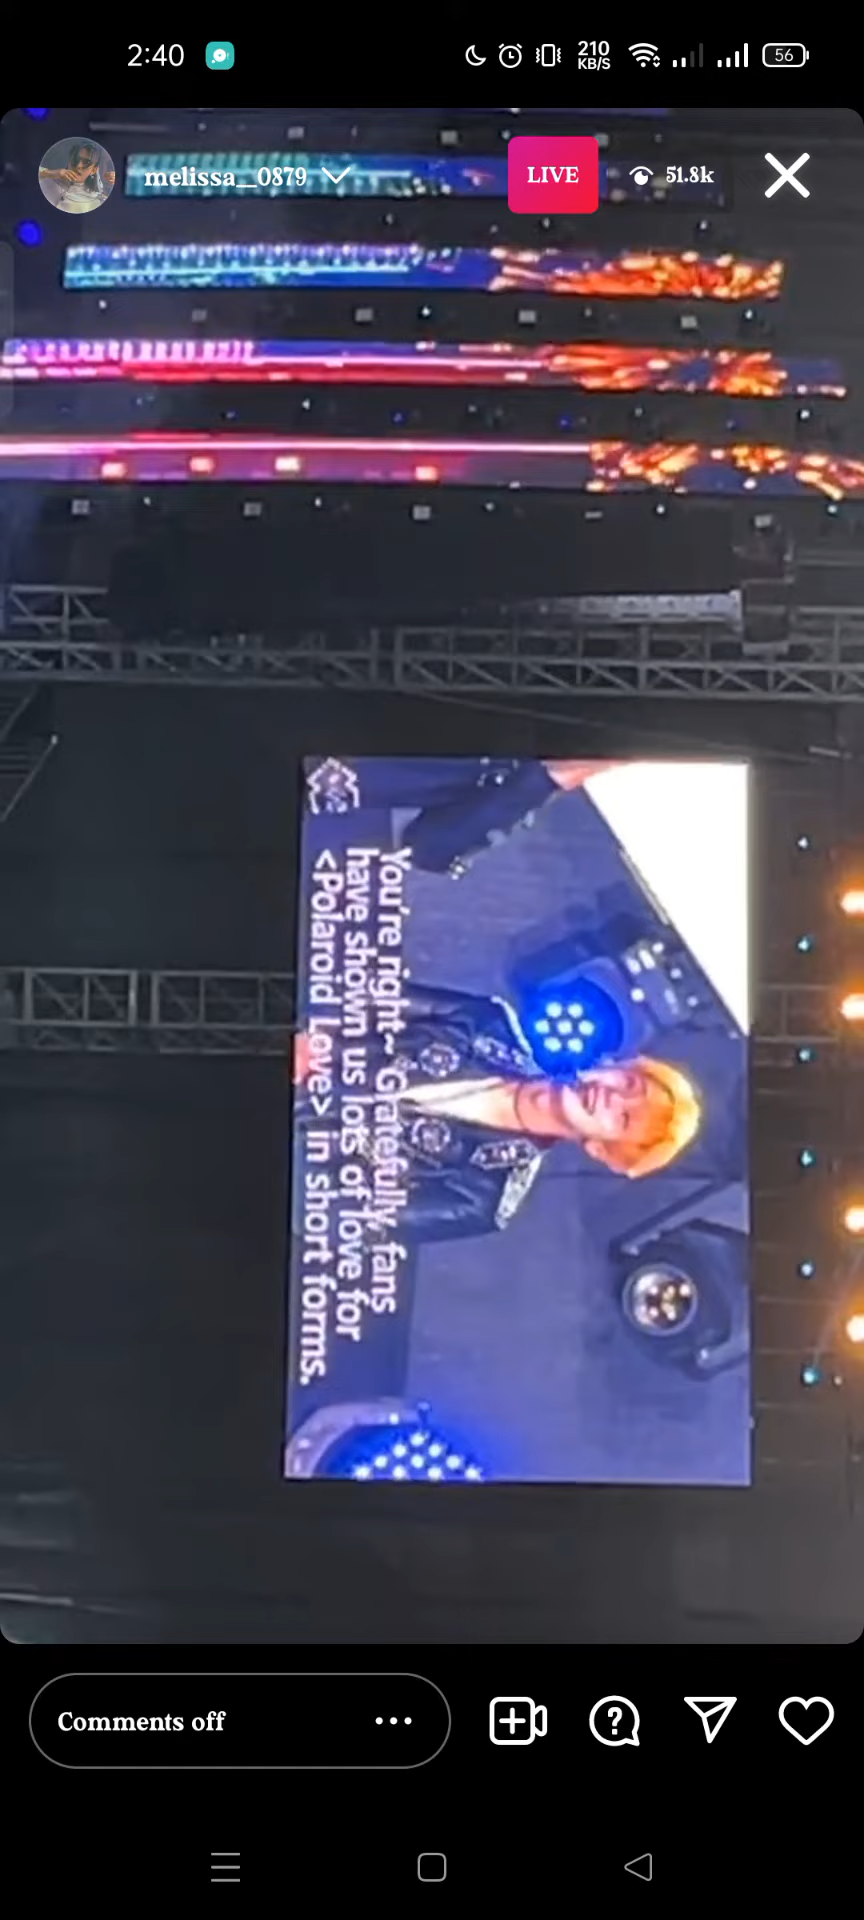 2:40
210
KB/S
56
melissa__0879
LIVE
51.8k
You're right~ Gratefully, fans
have shown us lots of love for
<Polaroid Love> in short forms.
Comments off